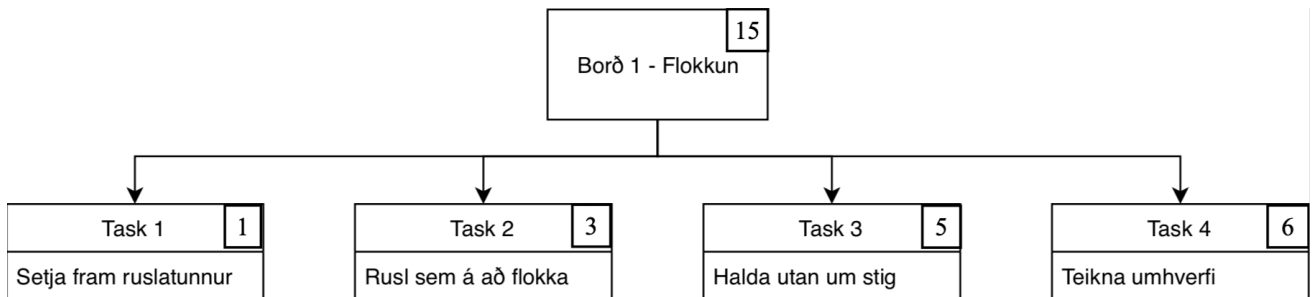 15
Borð 1 - Flokkun
Task 1
1
Setja fram ruslatunnur
Task 2
3
Rusl sem á að flokka
Task 3
5
Halda utan um stig
Task 4
6
Teikna umhverfi